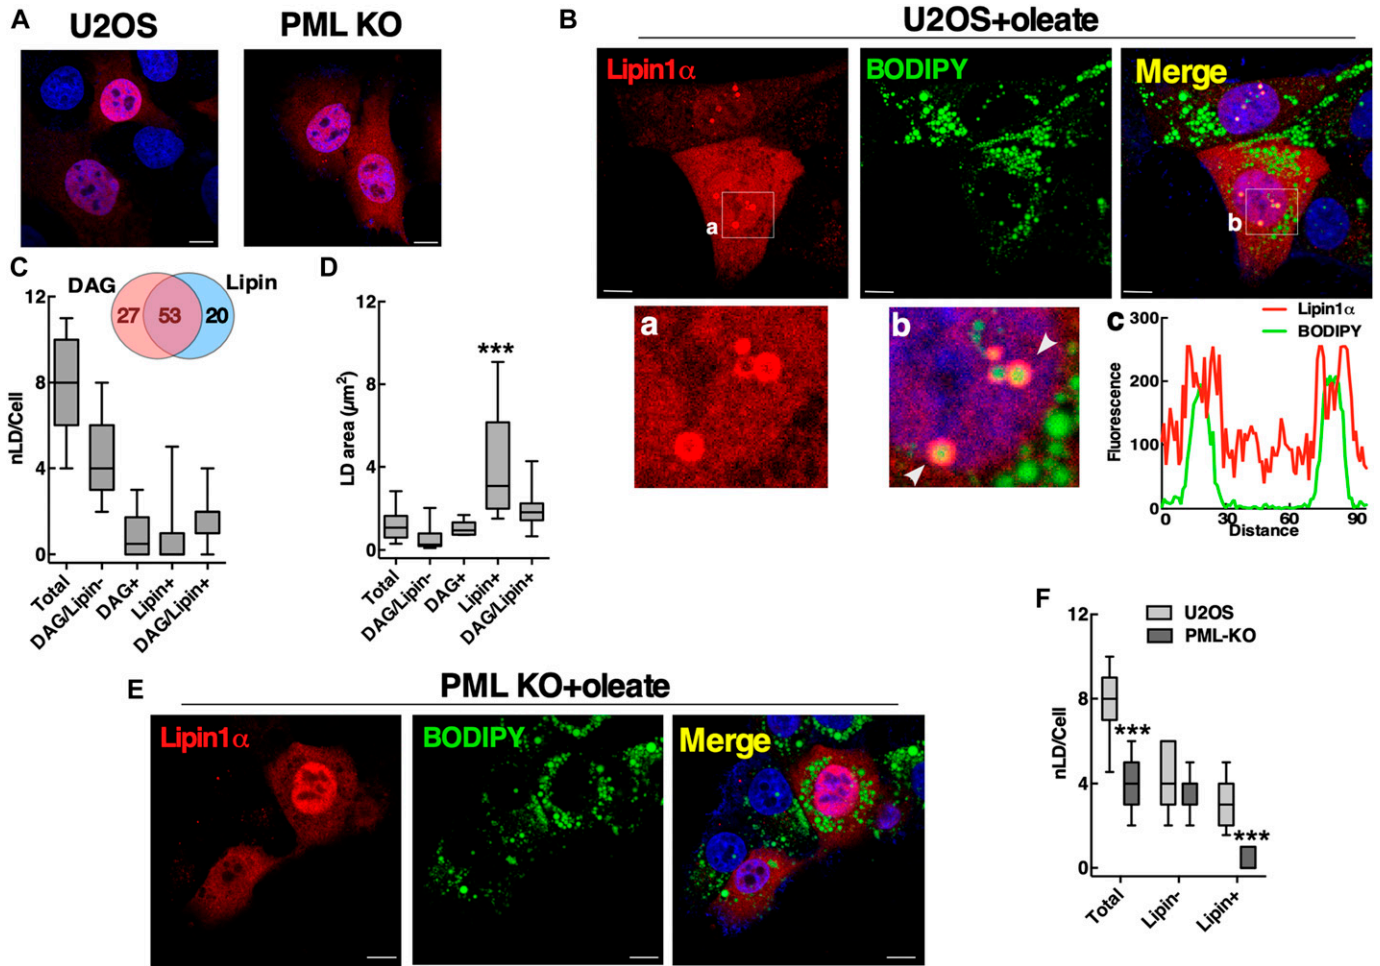 A
U2OS
PML KO
B
U2OS+oleate
Lipin1α
BODIPY
Merge
a
b
C
DAG
Lipin
27
53
20
12
8
4
0
nLD/Cell
Total
DAG/Lipin-
DAG+
Lipin+
DAG/Lipin+
D
12
8
4
0
LD area (µm²)
***
Total
DAG/Lipin-
DAG+
Lipin+
DAG/Lipin+
a
b
c
Lipin1α
BODIPY
300
200
100
0
Fluorescence
0
30
60
90
Distance
E
PML KO+oleate
Lipin1α
BODIPY
Merge
F
U2OS
PML-KO
12
8
4
0
nLD/Cell
***
***
Total
Lipin-
Lipin+